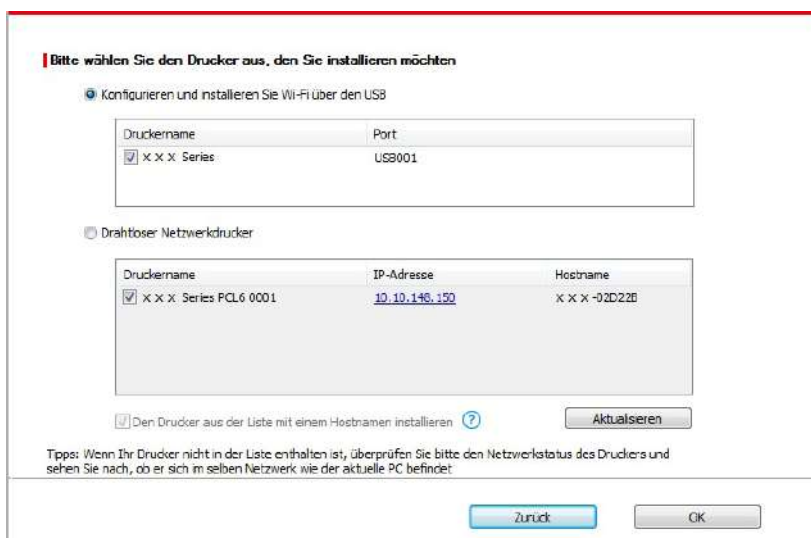 Bitte wählen Sie den Drucker aus, den Sie installieren möchten
Konfigurieren und installieren Sie Wi-Fi über den USB
Druckername Port
X X X Series USB001
Drahtloser Netzwerkdrucker
Druckername IP-Adresse Hostname
X X X Series PCL6 0001 10.10.148.150 X X X -02D22B
Den Drucker aus der Liste mit einem Hostnamen installieren ? Aktualisieren
Tipps: Wenn Ihr Drucker nicht in der Liste enthalten ist, überprüfen Sie bitte den Netzwerkstatus des Druckers und
sehen Sie nach, ob er sich im selben Netzwerk wie der aktuelle PC befindet
Zurück OK